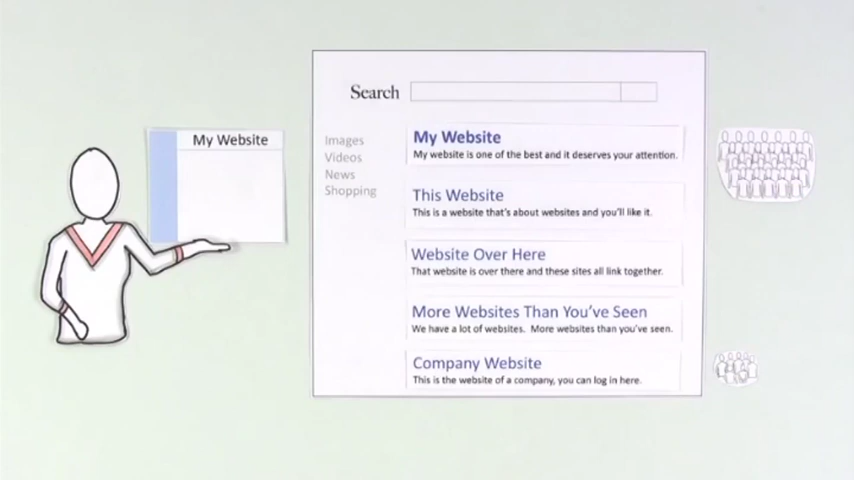 My Website
Search
Images
Videos
News
Shopping
My Website
My website is one of the best and it deserves your attention.
This Website
This is a website that's about websites and you'll like it.
Website Over Here
That website is over there and these sites all link together.
More Websites Than You've Seen
We have a lot of websites.  More websites than you've seen.
Company Website
This is the website of a company, you can log in here.